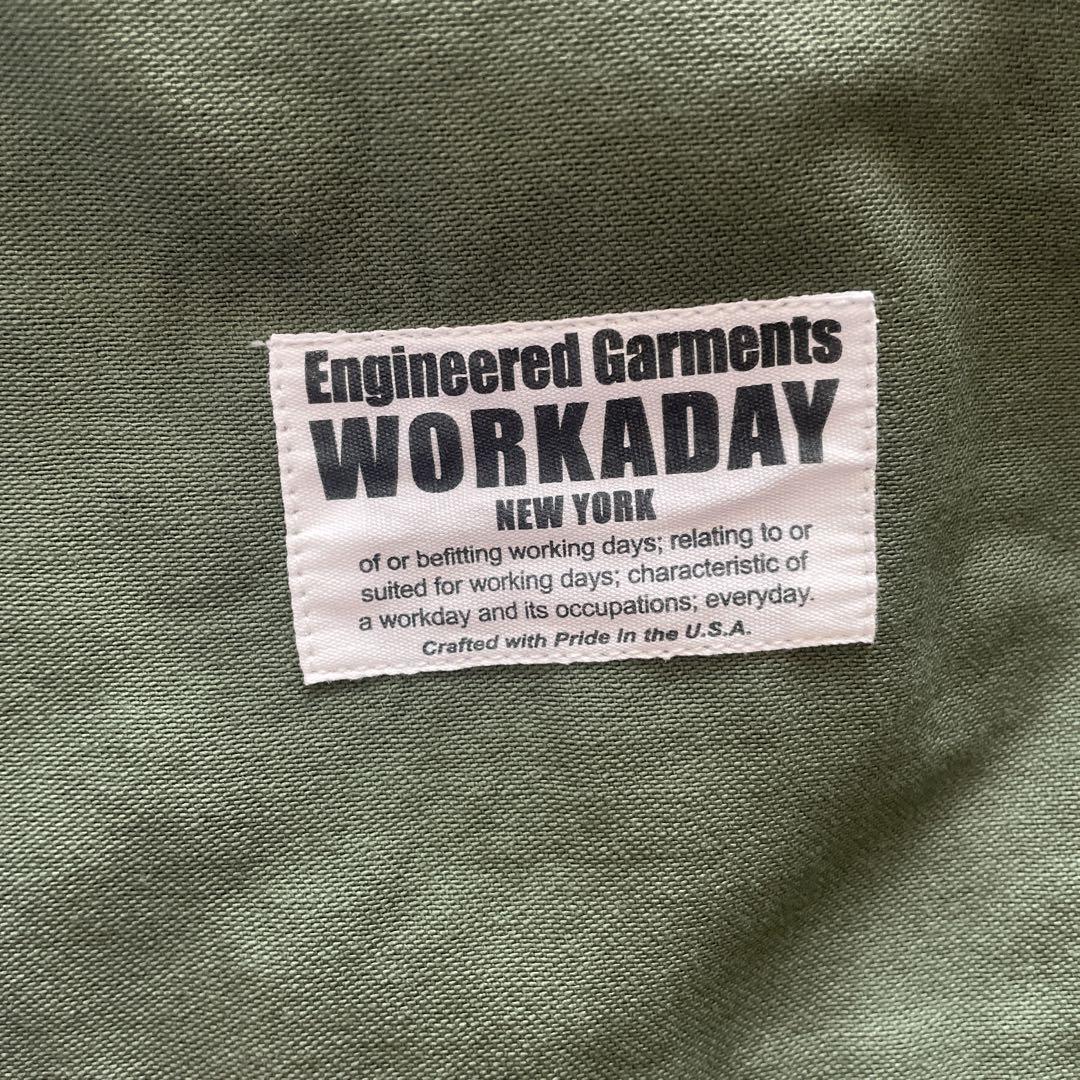 Engineered Garments
WORKADAY
NEW YORK
of or befitting working days; relating to or
suited for working days; characteristic of
a workday and its occupations; everyday.
Crafted with Pride in the U.S.A.